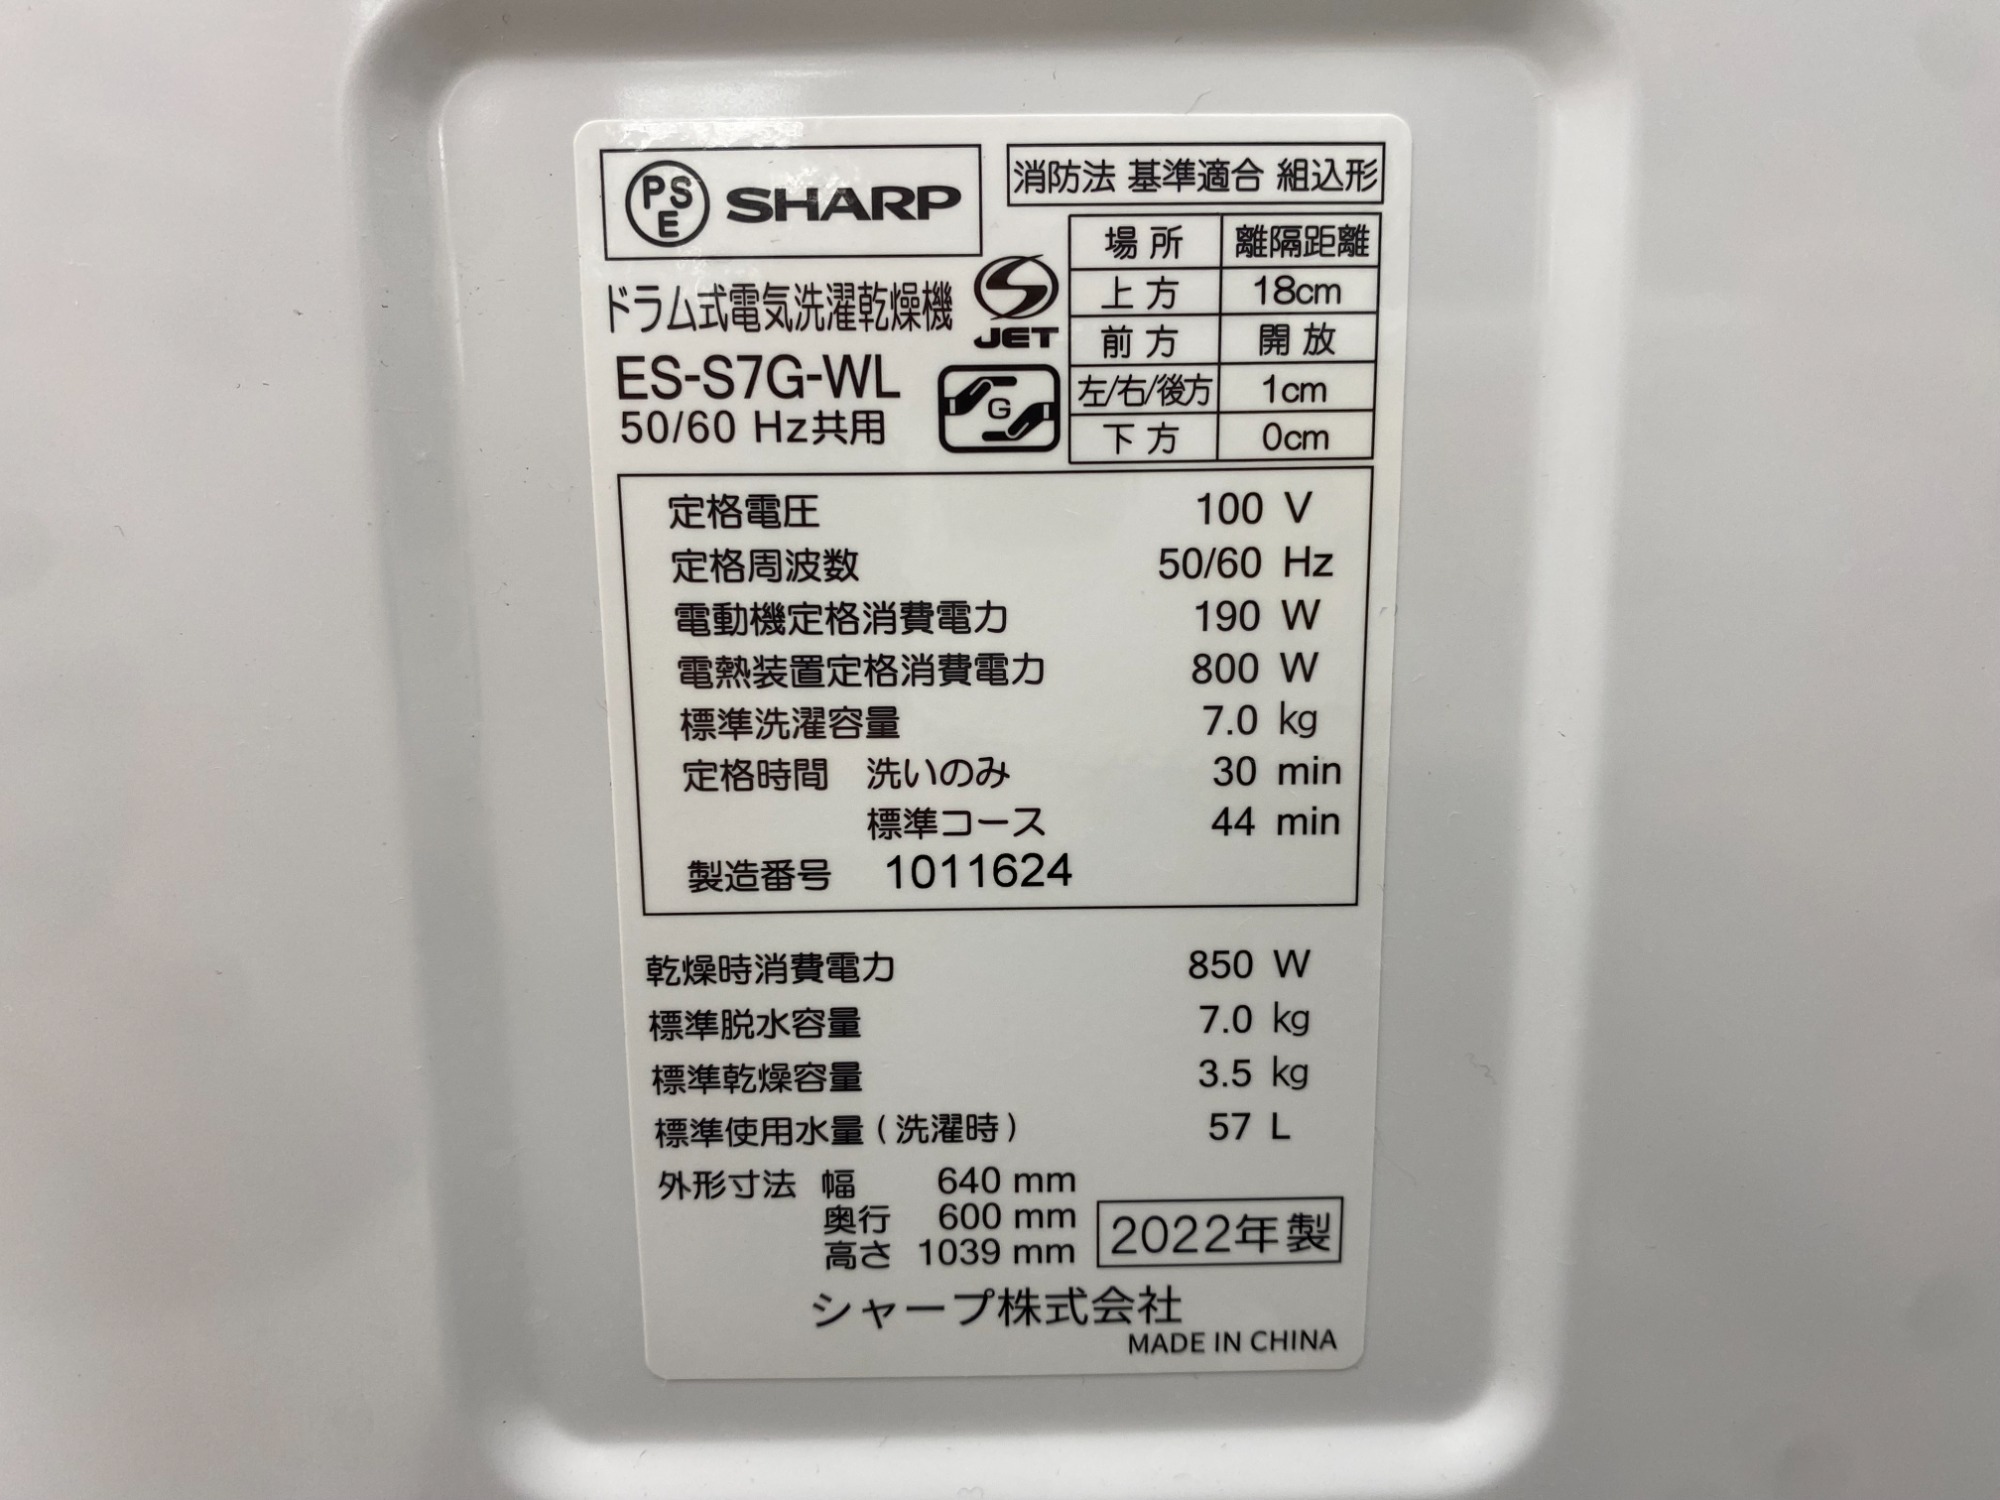 PSE SHARP
消防法 基準適合 組込形
場所 離隔距離
上方 18cm
前方 開放
左/右/後方 1cm
下方 0cm
ドラム式電気洗濯乾燥機
JET
ES-S7G-WL
G
50/60 Hz共用
定格電圧 100 V
定格周波数 50/60 Hz
電動機定格消費電力 190 W
電熱装置定格消費電力 800 W
標準洗濯容量 7.0 kg
定格時間 洗いのみ 30 min
標準コース 44 min
製造番号 1011624
乾燥時消費電力 850 W
標準脱水容量 7.0 kg
標準乾燥容量 3.5 kg
標準使用水量(洗濯時) 57 L
外形寸法 幅 640 mm
奥行 600 mm
高さ 1039 mm
2022年製
シャープ株式会社
MADE IN CHINA